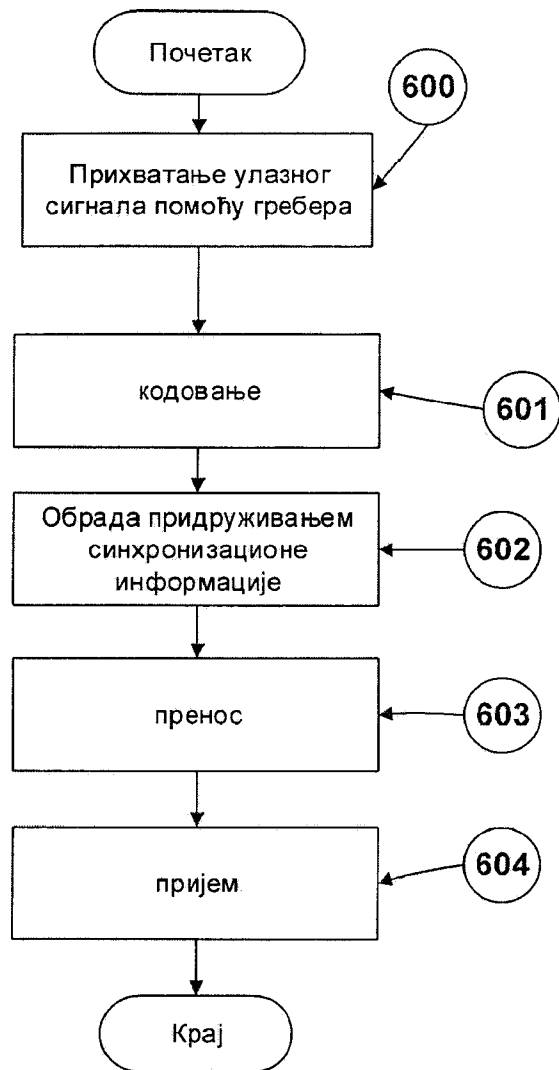 Почетак
600
Прихватање улазног
сигнала помоћу гребера
кодовање
601
Обрада придруживањем
синхронизационе
информације
602
пренос
603
пријем
604
Крај